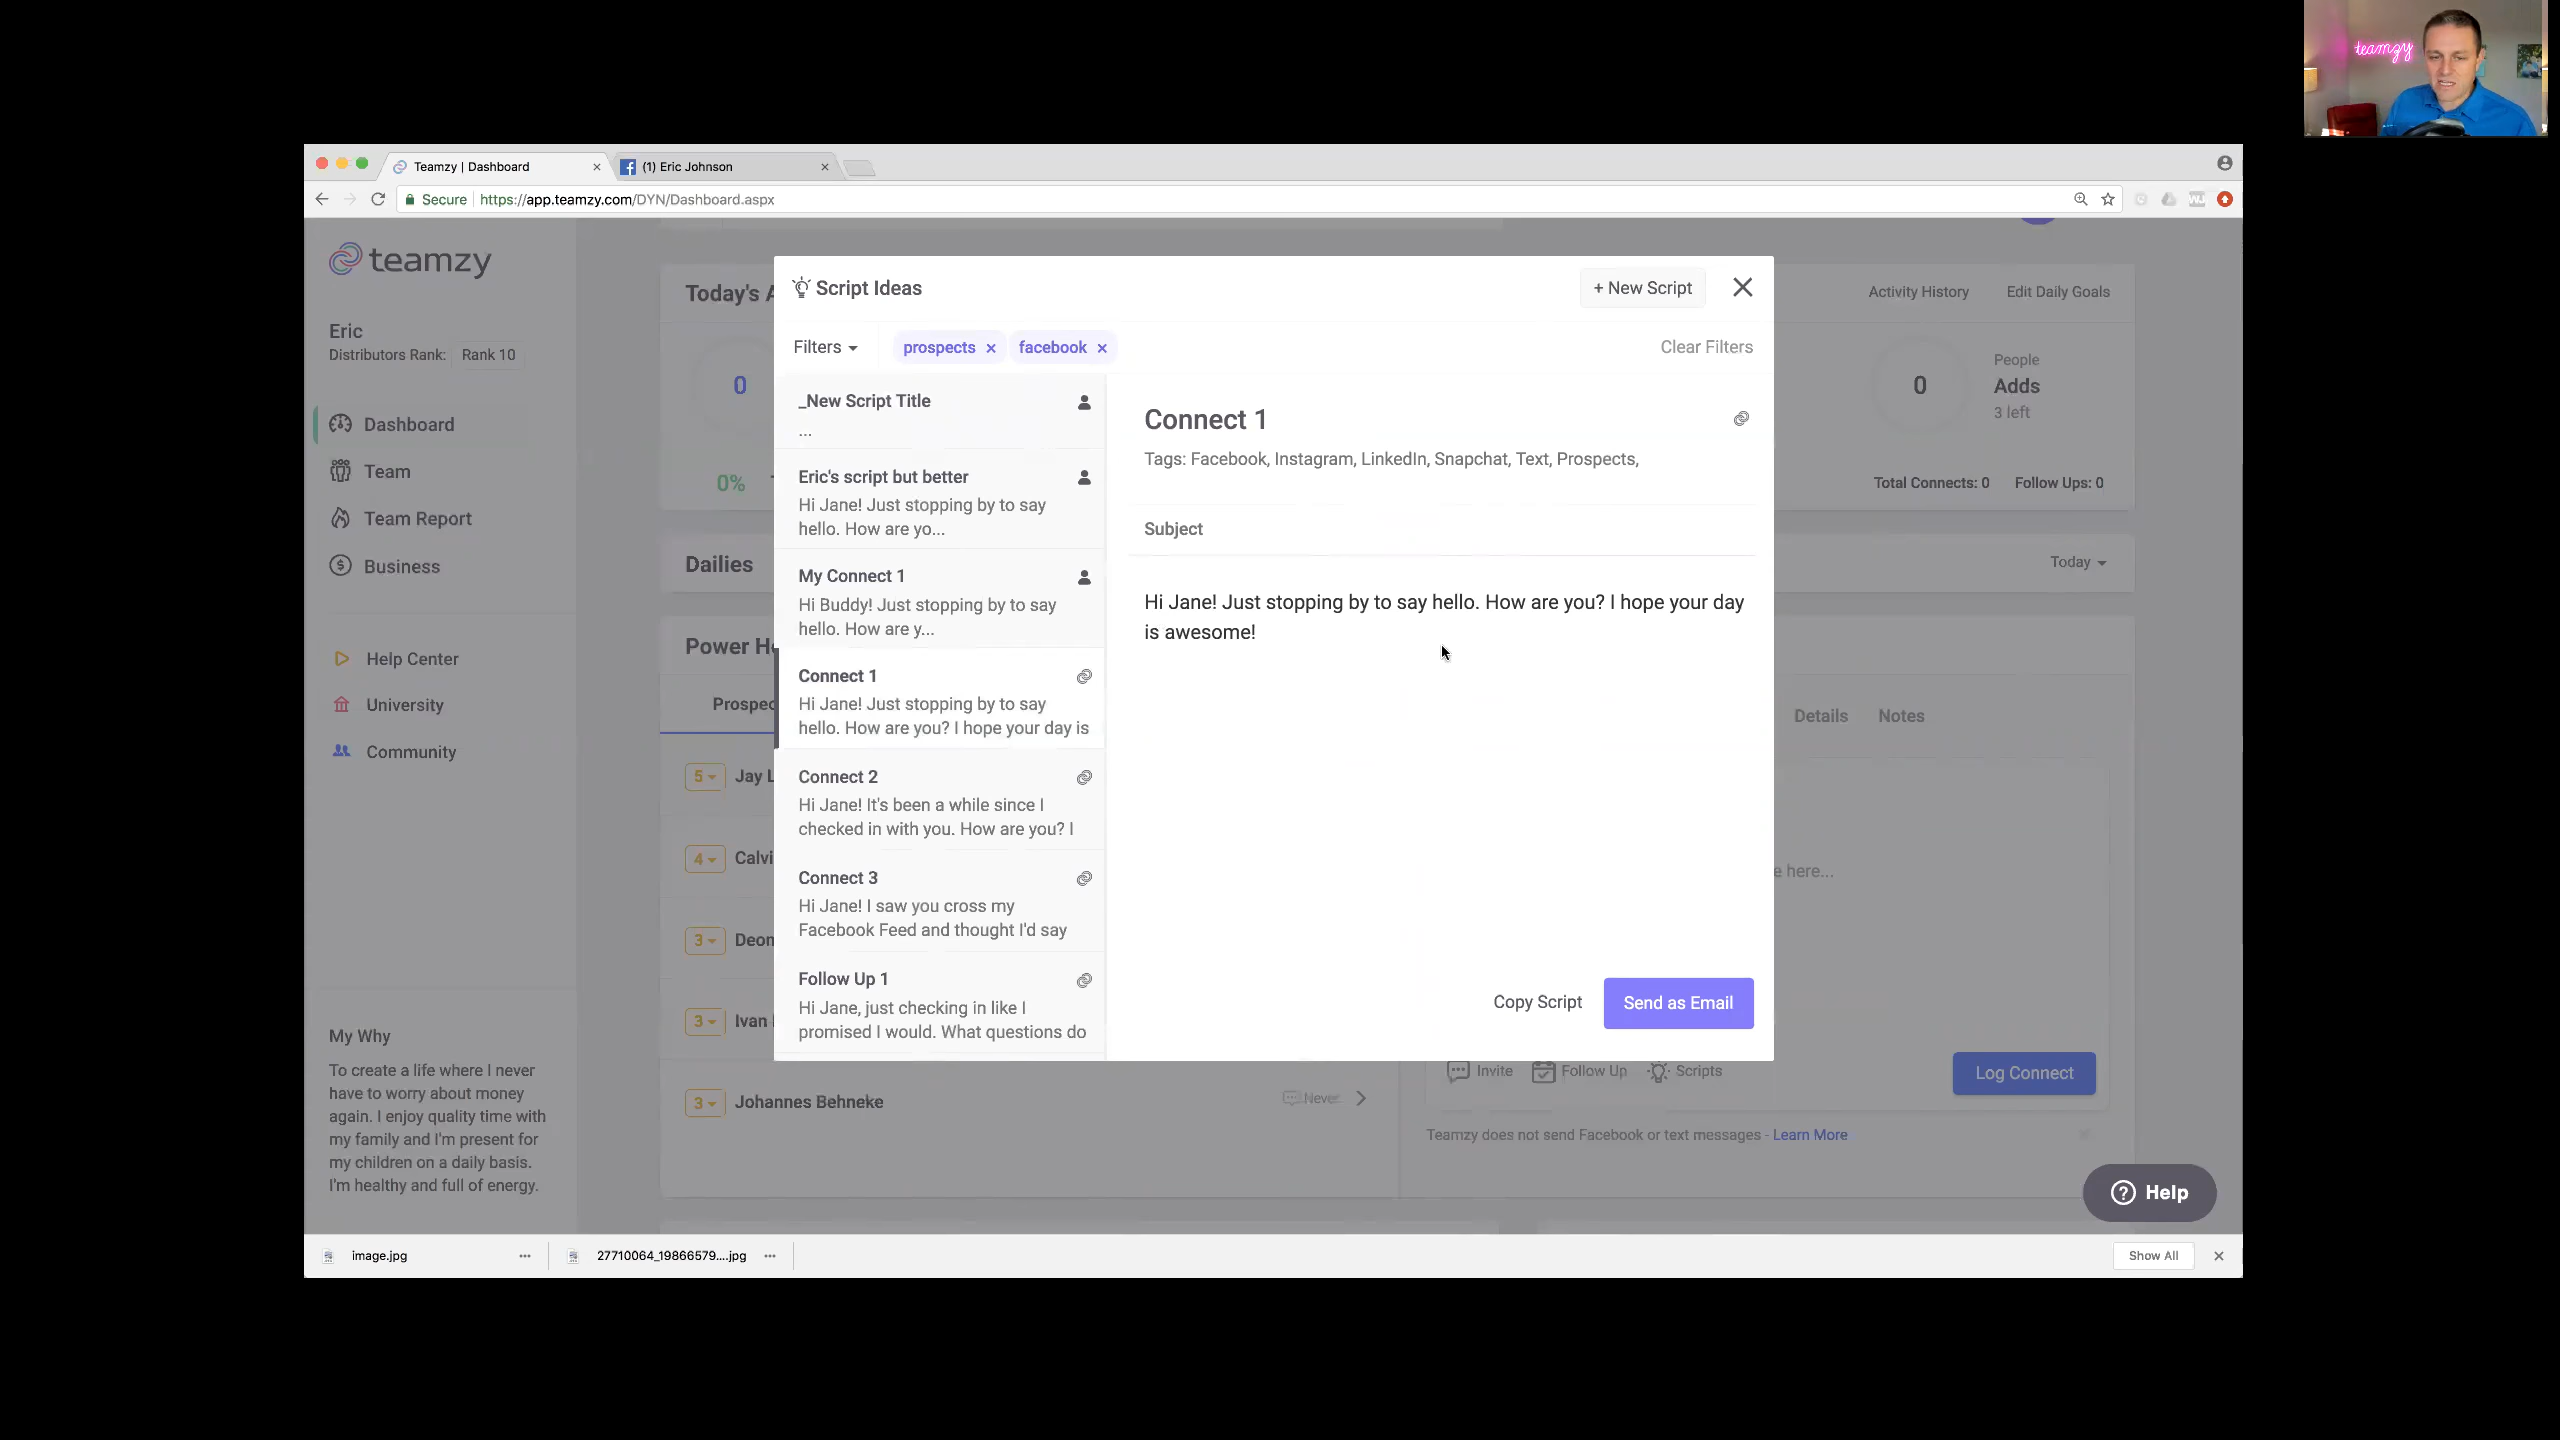 teamzy
Teamzy | Dashboard
(1) Eric Johnson
Secure
https://app.teamzy.com/DYN/Dashboard.aspx
teamzy
Eric
Distributors Rank: Rank 10
Dashboard
Team
Team Report
Business
Help Center
University
Community
My Why
To create a life where I never
have to worry about money
again. I enjoy quality time with
my family and I'm present for
my children on a daily basis.
I'm healthy and full of energy.
Today's A
0
0%
Activity History
Edit Daily Goals
0
People
Adds
3 left
Total Connects: 0
Follow Ups: 0
Dailies
Today
Power H
Prospec
5 Jay L
4 Calvi
3 Deon
3 Ivan
3 Johannes Behneke
Never
Script Ideas
+ New Script
Filters
prospects
facebook
Clear Filters
_New Script Title
...
Eric's script but better
Hi Jane! Just stopping by to say
hello. How are yo...
My Connect 1
Hi Buddy! Just stopping by to say
hello. How are y...
Connect 1
Hi Jane! Just stopping by to say
hello. How are you? I hope your day is
Connect 2
Hi Jane! It's been a while since I
checked in with you. How are you? I
Connect 3
Hi Jane! I saw you cross my
Facebook Feed and thought I'd say
Follow Up 1
Hi Jane, just checking in like I
promised I would. What questions do
Connect 1
Tags: Facebook, Instagram, LinkedIn, Snapchat, Text, Prospects,
Subject
Hi Jane! Just stopping by to say hello. How are you? I hope your day
is awesome!
Copy Script
Send as Email
Details
Notes
e here...
Invite
Follow Up
Scripts
Log Connect
Teamzy does not send Facebook or text messages - Learn More
Help
image.jpg
27710064_19866579....jpg
Show All